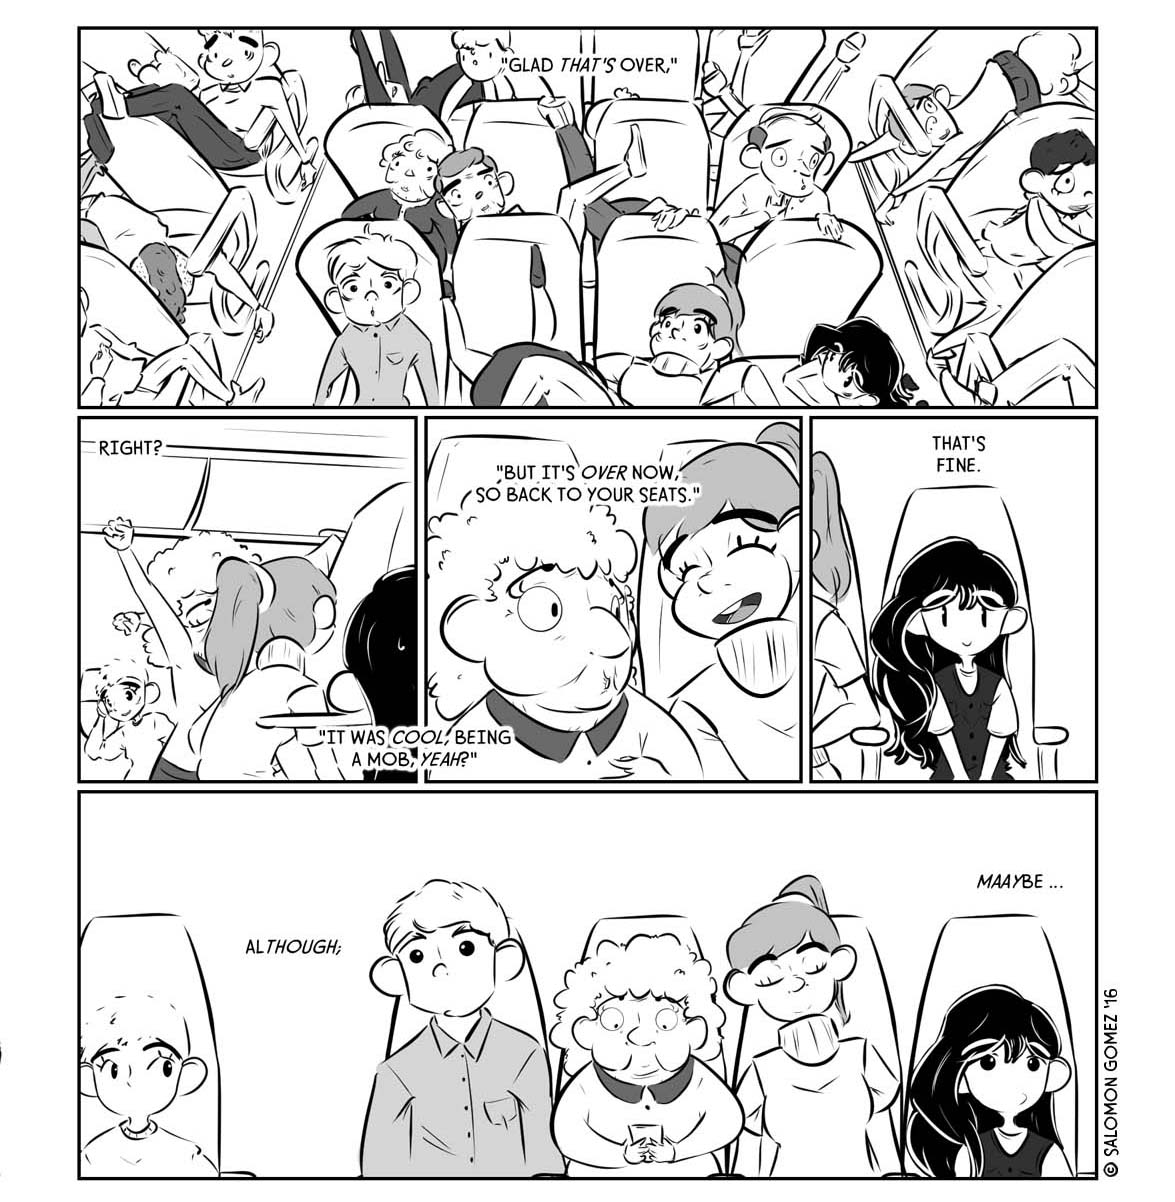 "GLAD THAT'S OVER,"
RIGHT?
"IT WAS COOL, BEING
A MOB, YEAH?"
"BUT IT'S OVER NOW,
SO BACK TO YOUR SEATS."
THAT'S
FINE.
ALTHOUGH;
MAAYBE ...
© SALOMON GOMEZ '16